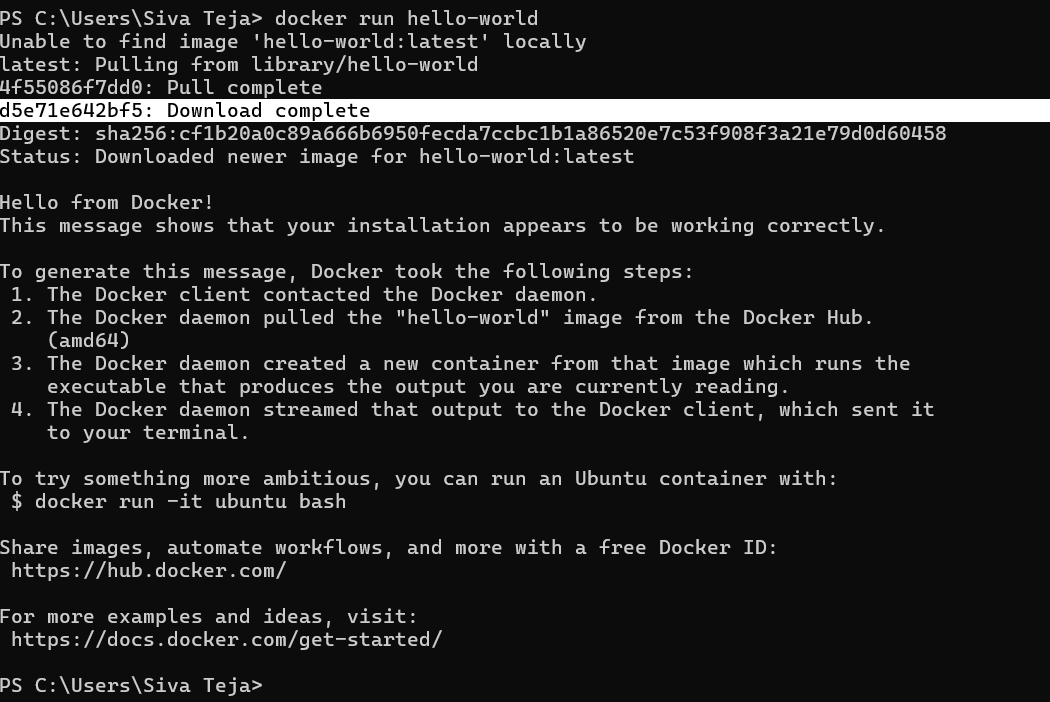 PS C:\Users\Siva Teja> docker run hello-world
Unable to find image 'hello-world:latest' locally
latest: Pulling from library/hello-world
4f55086f7dd0: Pull complete
d5e71e642bf5: Download complete
Digest: sha256:cf1b20a0c89a666b6950fecda7ccbc1b1a86520e7c53f908f3a21e79d0d60458
Status: Downloaded newer image for hello-world:latest

Hello from Docker!
This message shows that your installation appears to be working correctly.

To generate this message, Docker took the following steps:
 1. The Docker client contacted the Docker daemon.
 2. The Docker daemon pulled the "hello-world" image from the Docker Hub.
    (amd64)
 3. The Docker daemon created a new container from that image which runs the
    executable that produces the output you are currently reading.
 4. The Docker daemon streamed that output to the Docker client, which sent it
    to your terminal.

To try something more ambitious, you can run an Ubuntu container with:
 $ docker run -it ubuntu bash

Share images, automate workflows, and more with a free Docker ID:
 https://hub.docker.com/

For more examples and ideas, visit:
 https://docs.docker.com/get-started/

PS C:\Users\Siva Teja>